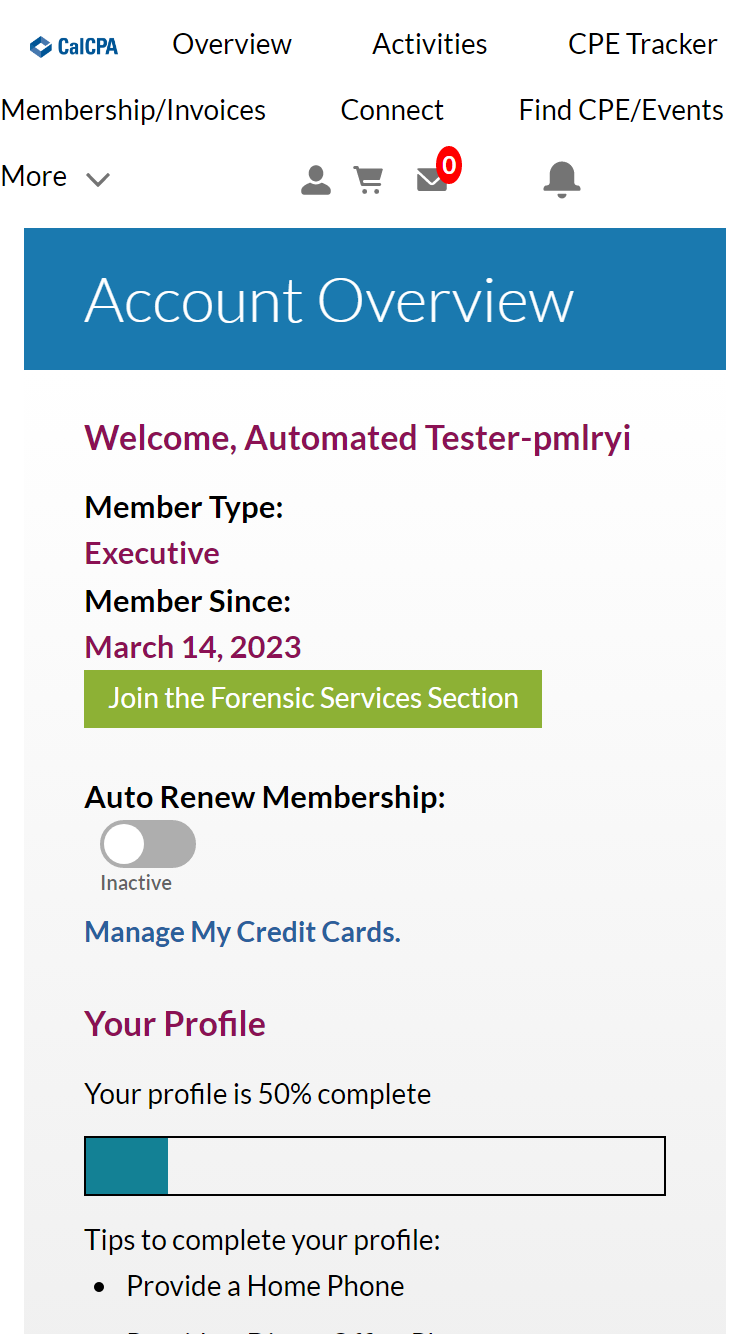 CalCPA Overview Activities CPE Tracker
Membership/Invoices Connect Find CPE/Events
More 0
Account Overview
Welcome, Automated Tester-pmlryi
Member Type:
Executive
Member Since:
March 14, 2023
Join the Forensic Services Section
Auto Renew Membership:
Inactive
Manage My Credit Cards.
Your Profile
Your profile is 50% complete
Tips to complete your profile:
• Provide a Home Phone